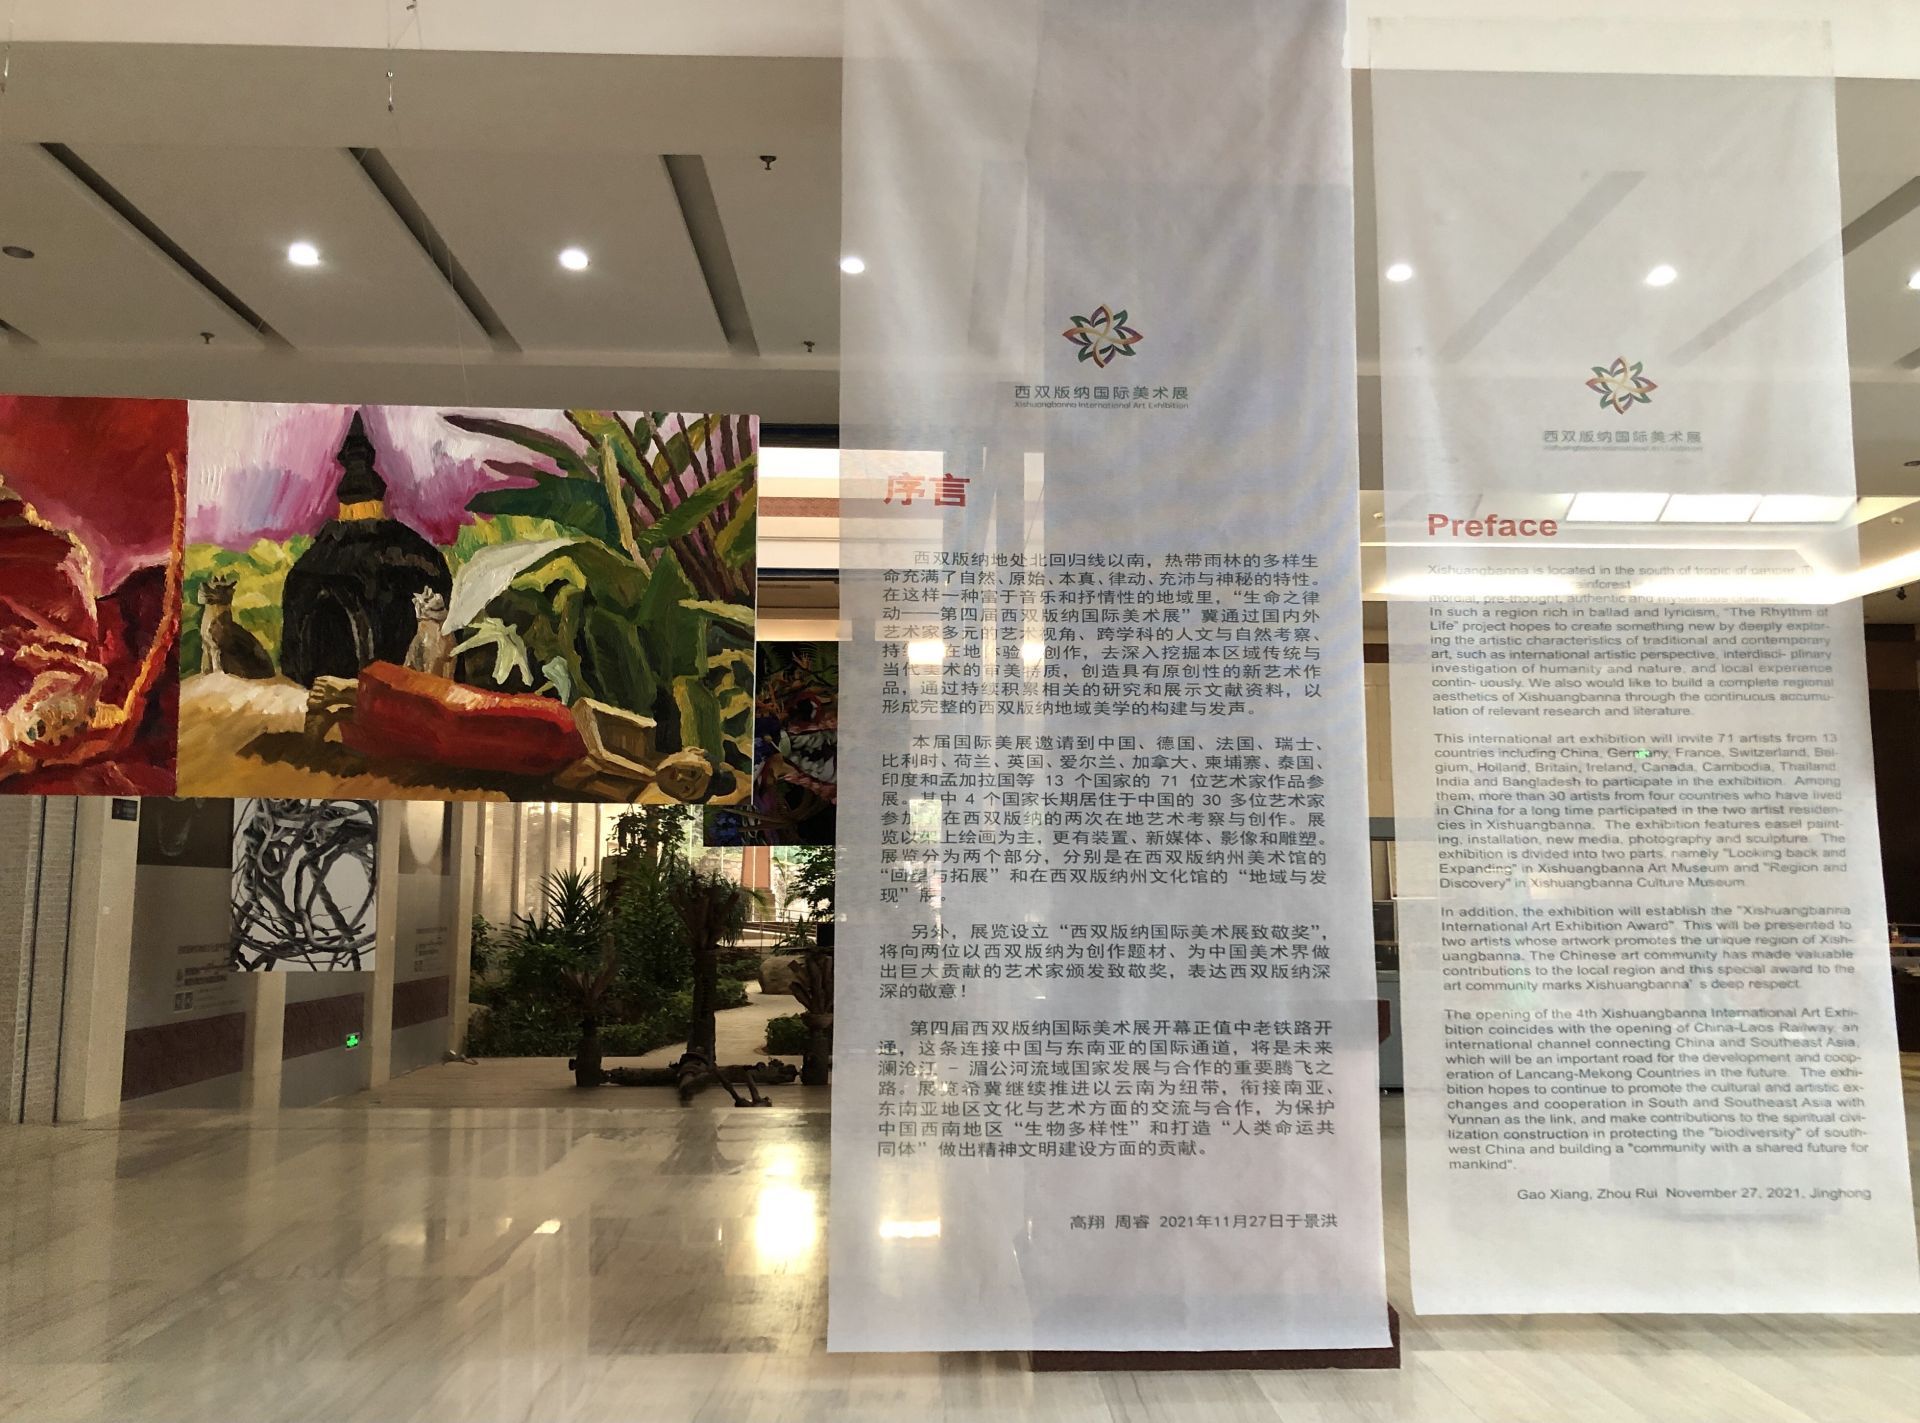 西双版纳国际美术展
Xishuangbanna International Art Exhibition
序言
西双版纳地处北回归线以南，热带雨林的多样生
命充满了自然、原始、本真、律动、充沛与神秘的特性。
在这样一种富于音乐和抒情性的地域里，“生命之律
动——第四届西双版纳国际美术展”冀通过国内外
艺术家多元的艺术视角、跨学科的人文与自然考察、
持续 在地体验 创作，去深入挖掘本区域传统与
当代美术的审美特质，创造具有原创性的新艺术作
品，通过持续积累相关的研究和展示文献资料，以
形成完整的西双版纳地域美学的构建与发声。
本届国际美展邀请到中国、德国、法国、瑞士、
比利时、荷兰、英国、爱尔兰、加拿大、柬埔寨、泰国、
印度和孟加拉国等 13 个国家的 71 位艺术家作品参
展。其中 4 个国家长期居住于中国的 30 多位艺术家
参加 在西双版纳的两次在地艺术考察与创作。展
览以架上绘画为主，更有装置、新媒体、影像和雕塑。
展览分为两个部分，分别是在西双版纳州美术馆的
“回望与拓展”和在西双版纳州文化馆的“地域与发
现”展。
另外，展览设立“西双版纳国际美术展致敬奖”，
将向两位以西双版纳为创作题材、为中国美术界做
出巨大贡献的艺术家颁发致敬奖，表达西双版纳深
深的敬意！
第四届西双版纳国际美术展开幕正值中老铁路开
通，这条连接中国与东南亚的国际通道，将是未来
澜沧江 - 湄公河流域国家发展与合作的重要腾飞之
路。展览希冀继续推进以云南为纽带，衔接南亚、
东南亚地区文化与艺术方面的交流与合作，为保护
中国西南地区“生物多样性”和打造“人类命运共
同体”做出精神文明建设方面的贡献。
高翔 周睿 2021年11月27日于景洪
西双版纳国际美术展
Xishuangbanna International Art Exhibition
Preface
Xishuangbanna is located in the south of tropic of cancer.
rainforest
mordial, pre-thought, authentic and mysterious
In such a region rich in ballad and lyricism, "The Rhythm of
Life" project hopes to create something new by deeply explor-
ing the artistic characteristics of traditional and contemporary
art, such as international artistic perspective, interdisci- plinary
investigation of humanity and nature, and local experience
contin- uously. We also would like to build a complete regional
aesthetics of Xishuangbanna through the continuous accumu-
lation of relevant research and literature.
This international art exhibition will invite 71 artists from 13
countries including China, Germany, France, Switzerland, Bel-
gium, Holland, Britain, Ireland, Canada, Cambodia, Thailand,
India and Bangladesh to participate in the exhibition. Among
them, more than 30 artists from four countries who have lived
in China for a long time participated in the two artist residen-
cies in Xishuangbanna. The exhibition features easel paint-
ing, installation, new media, photography and sculpture. The
exhibition is divided into two parts, namely "Looking back and
Expanding" in Xishuangbanna Art Museum and "Region and
Discovery" in Xishuangbanna Culture Museum.
In addition, the exhibition will establish the "Xishuangbanna
International Art Exhibition Award". This will be presented to
two artists whose artwork promotes the unique region of Xish-
uangbanna. The Chinese art community has made valuable
contributions to the local region and this special award to the
art community marks Xishuangbanna' s deep respect.
The opening of the 4th Xishuangbanna International Art Exhi-
bition coincides with the opening of China-Laos Railway, an
international channel connecting China and Southeast Asia,
which will be an important road for the development and coop-
eration of Lancang-Mekong Countries in the future. The exhi-
bition hopes to continue to promote the cultural and artistic ex-
changes and cooperation in South and Southeast Asia with
Yunnan as the link, and make contributions to the spiritual civi-
lization construction in protecting the "biodiversity" of south-
west China and building a "community with a shared future for
mankind".
Gao Xiang, Zhou Rui November 27, 2021, Jinghong